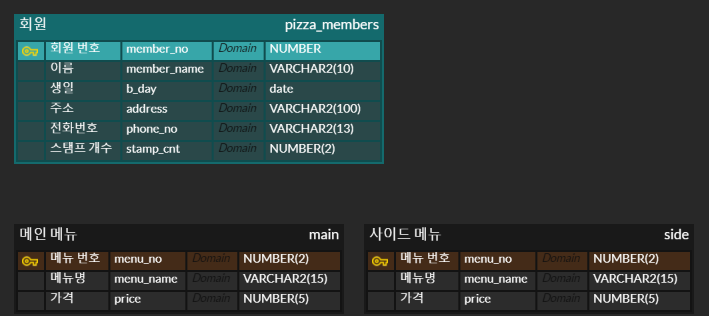 회원 pizza_members
회원 번호 member_no Domain NUMBER
이름 member_name Domain VARCHAR2(10)
생일 b_day Domain date
주소 address Domain VARCHAR2(100)
전화번호 phone_no Domain VARCHAR2(13)
스탬프 개수 stamp_cnt Domain NUMBER(2)
메인 메뉴 main
메뉴 번호 menu_no Domain NUMBER(2)
메뉴명 menu_name Domain VARCHAR2(15)
가격 price Domain NUMBER(5)
사이드 메뉴 side
메뉴 번호 menu_no Domain NUMBER(2)
메뉴명 menu_name Domain VARCHAR2(15)
가격 price Domain NUMBER(5)